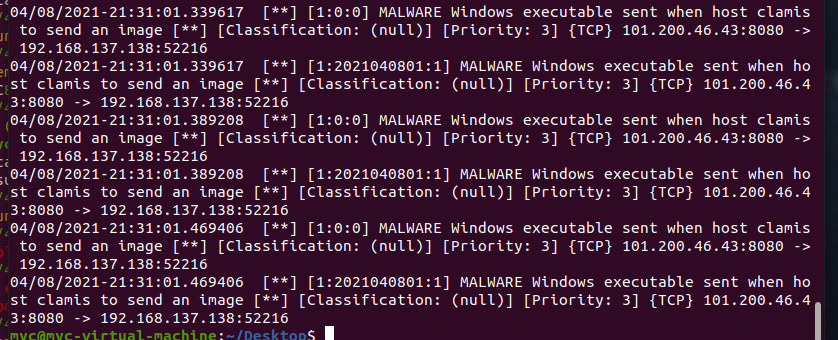 04/08/2021-21:31:01.339617  [**] [1:0:0] MALWARE Windows executable sent when host clamis
 to send an image [**] [Classification: (null)] [Priority: 3] {TCP} 101.200.46.43:8080 ->
 192.168.137.138:52216
04/08/2021-21:31:01.339617  [**] [1:2021040801:1] MALWARE Windows executable sent when ho
st clamis to send an image [**] [Classification: (null)] [Priority: 3] {TCP} 101.200.46.4
3:8080 -> 192.168.137.138:52216
04/08/2021-21:31:01.389208  [**] [1:0:0] MALWARE Windows executable sent when host clamis
 to send an image [**] [Classification: (null)] [Priority: 3] {TCP} 101.200.46.43:8080 ->
 192.168.137.138:52216
04/08/2021-21:31:01.389208  [**] [1:2021040801:1] MALWARE Windows executable sent when ho
st clamis to send an image [**] [Classification: (null)] [Priority: 3] {TCP} 101.200.46.4
3:8080 -> 192.168.137.138:52216
04/08/2021-21:31:01.469406  [**] [1:0:0] MALWARE Windows executable sent when host clamis
 to send an image [**] [Classification: (null)] [Priority: 3] {TCP} 101.200.46.43:8080 ->
 192.168.137.138:52216
04/08/2021-21:31:01.469406  [**] [1:2021040801:1] MALWARE Windows executable sent when ho
st clamis to send an image [**] [Classification: (null)] [Priority: 3] {TCP} 101.200.46.4
3:8080 -> 192.168.137.138:52216
myc@myc-virtual-machine:~/Desktop$